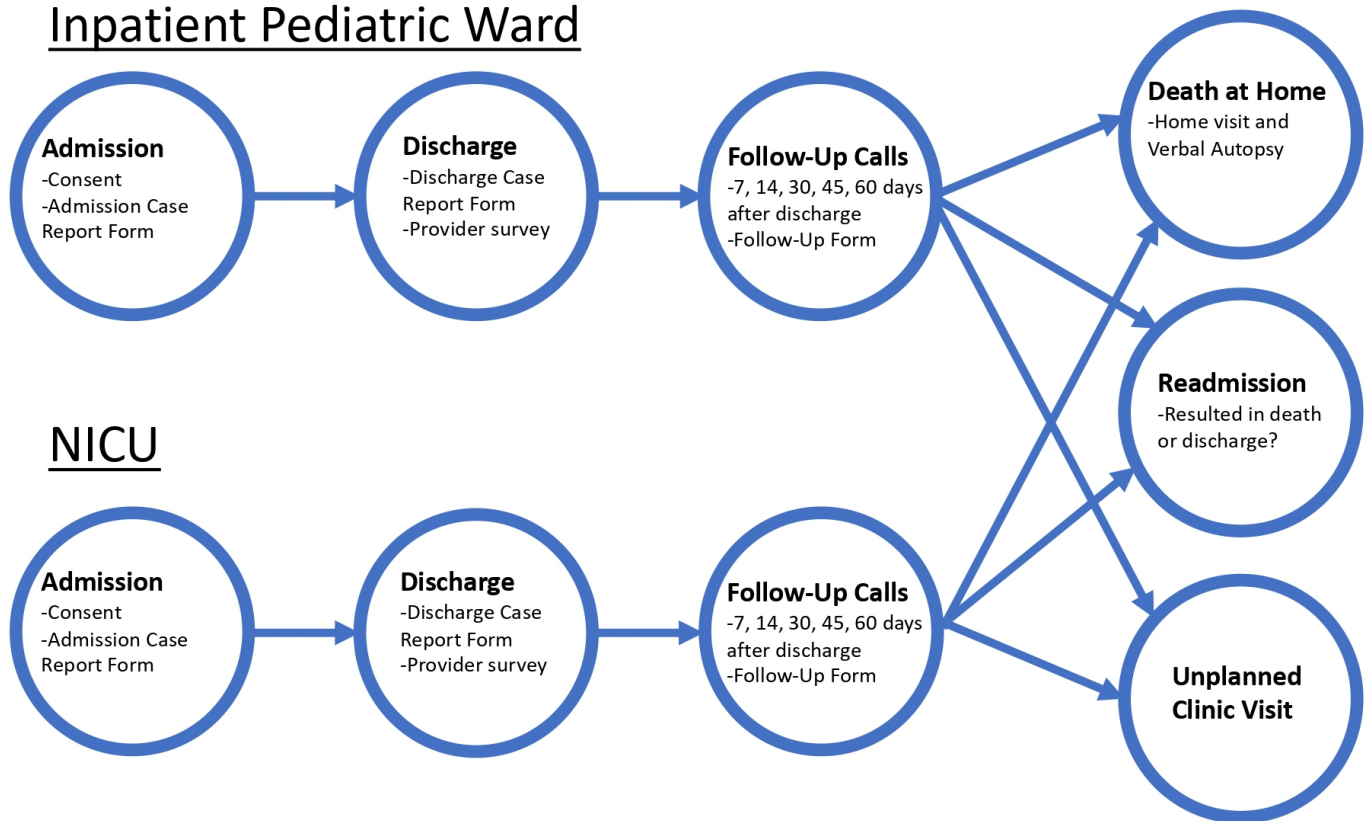 Inpatient Pediatric Ward
Admission
-Consent
-Admission Case
Report Form
Discharge
-Discharge Case
Report Form
-Provider survey
Follow-Up Calls
-7, 14, 30, 45, 60 days
after discharge
-Follow-Up Form
Death at Home
-Home visit and
Verbal Autopsy
Readmission
-Resulted in death
or discharge?
NICU
Admission
-Consent
-Admission Case
Report Form
Discharge
-Discharge Case
Report Form
-Provider survey
Follow-Up Calls
-7, 14, 30, 45, 60 days
after discharge
-Follow-Up Form
Unplanned
Clinic Visit